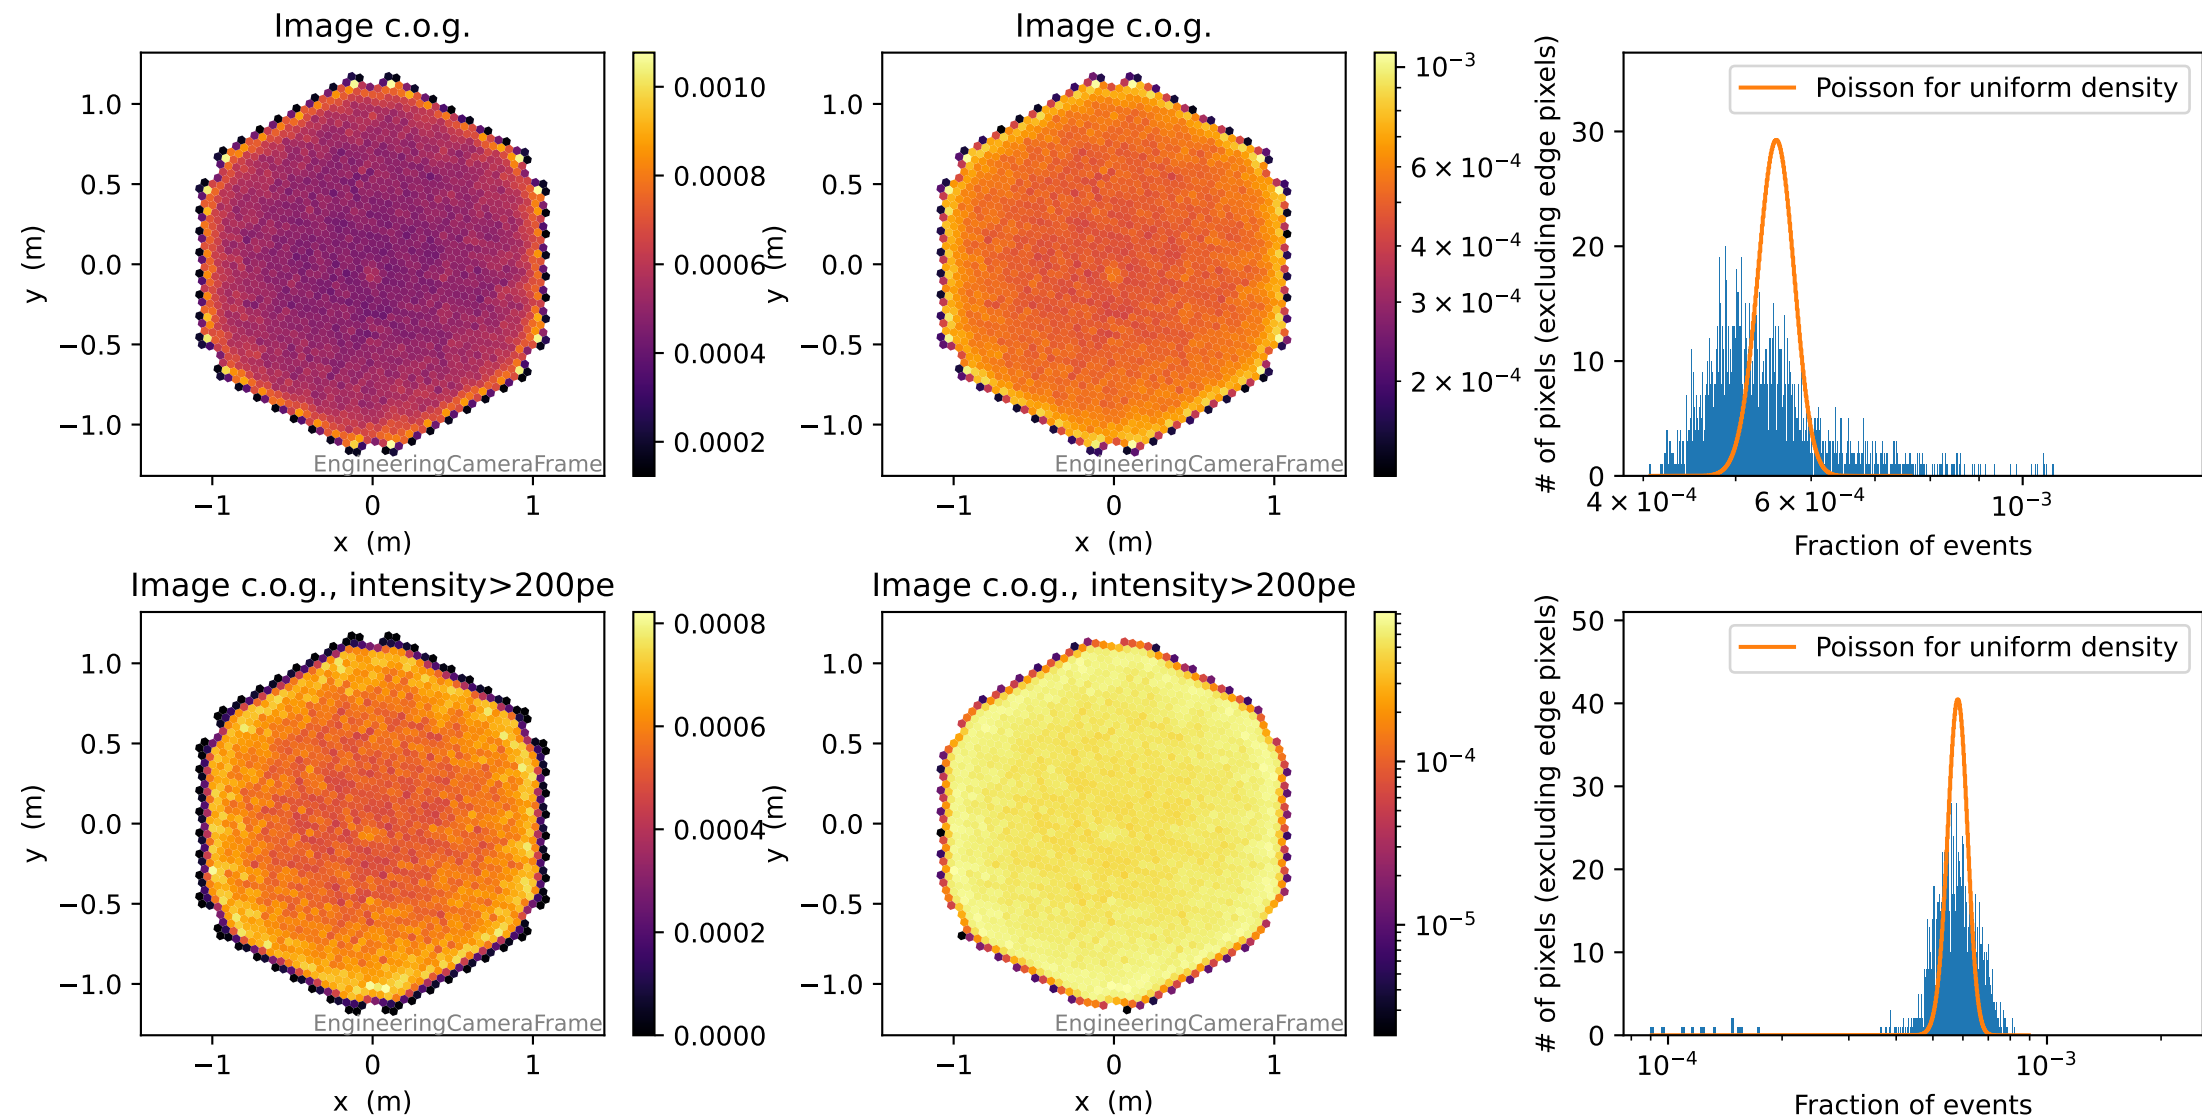 Image c.o.g.
1.0
0.5
0.0
−0.5
−1.0
y (m)
−1
0
1
x (m)
EngineeringCameraFrame
0.0010
0.0008
0.0006
0.0004
0.0002
Image c.o.g.
1.0
0.5
0.0
−0.5
−1.0
y (m)
−1
0
1
x (m)
EngineeringCameraFrame
10⁻³
6 × 10⁻⁴
4 × 10⁻⁴
3 × 10⁻⁴
2 × 10⁻⁴
# of pixels (excluding edge pixels)
30
20
10
0
Poisson for uniform density
4 × 10⁻⁴
6 × 10⁻⁴
10⁻³
Fraction of events
Image c.o.g., intensity>200pe
1.0
0.5
0.0
−0.5
−1.0
y (m)
−1
0
1
x (m)
EngineeringCameraFrame
0.0008
0.0006
0.0004
0.0002
0.0000
Image c.o.g., intensity>200pe
1.0
0.5
0.0
−0.5
−1.0
y (m)
−1
0
1
x (m)
EngineeringCameraFrame
10⁻⁴
10⁻⁵
# of pixels (excluding edge pixels)
50
40
30
20
10
0
Poisson for uniform density
10⁻⁴
10⁻³
Fraction of events